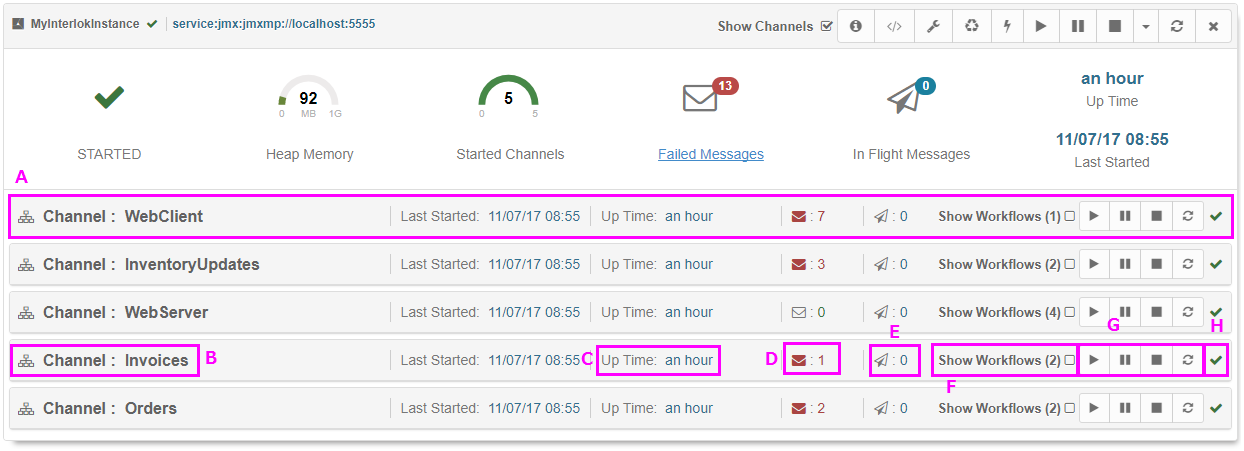 MyInterlokInstance service:jmx:jmxmp://localhost:5555 Show Channels
92 5 13 0 an hour
0 MB 1G 0 5 Up Time
11/07/17 08:55
STARTED Heap Memory Started Channels Failed Messages In Flight Messages Last Started
A
Channel : WebClient Last Started: 11/07/17 08:55 Up Time: an hour : 7 : 0 Show Workflows (1)
Channel : InventoryUpdates Last Started: 11/07/17 08:55 Up Time: an hour : 3 : 0 Show Workflows (2)
Channel : WebServer Last Started: 11/07/17 08:55 Up Time: an hour : 0 : 0 Show Workflows (4)
E G H
Channel : Invoices B Last Started: 11/07/17 08:55 C Up Time: an hour D : 1 : 0 Show Workflows (2)
F
Channel : Orders Last Started: 11/07/17 08:55 Up Time: an hour : 2 : 0 Show Workflows (2)